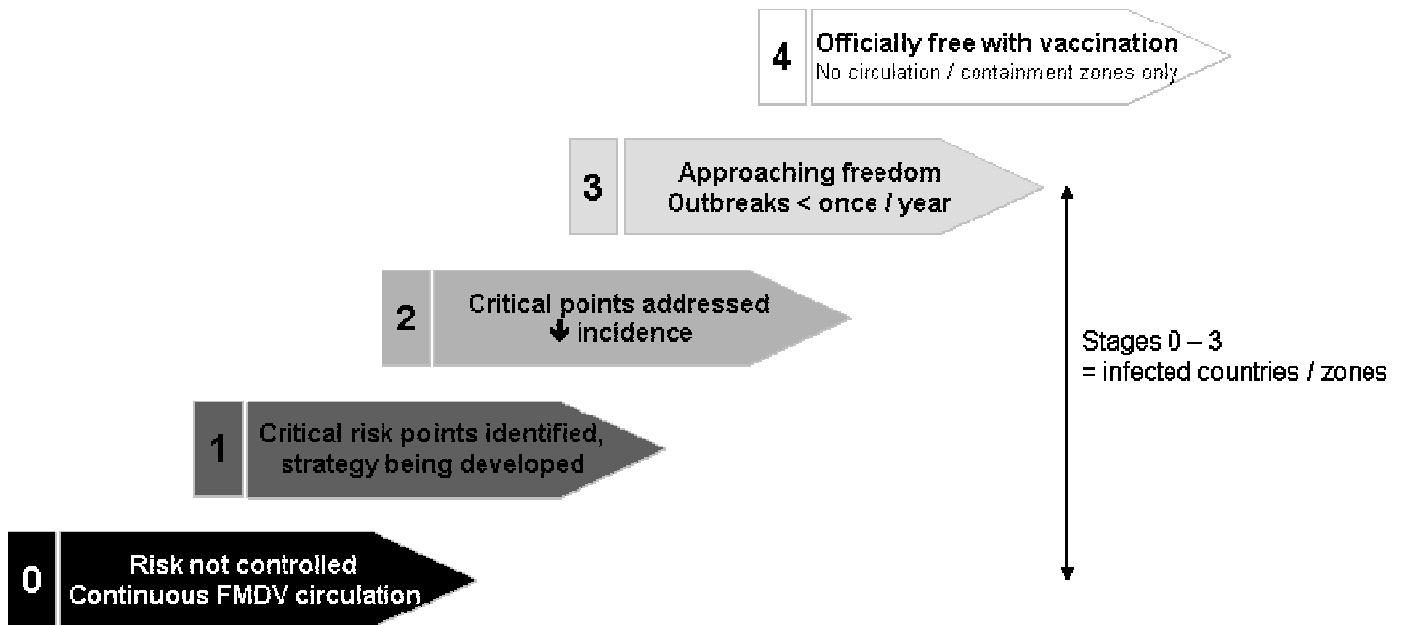 4
Officially free with vaccination
No circulation / containment zones only
3
Approaching freedom
Outbreaks < once / year
2
Critical points addressed
🡻 incidence
Stages 0 – 3
= infected countries / zones
1
Critical risk points identified,
strategy being developed
0
Risk not controlled
Continuous FMDV circulation